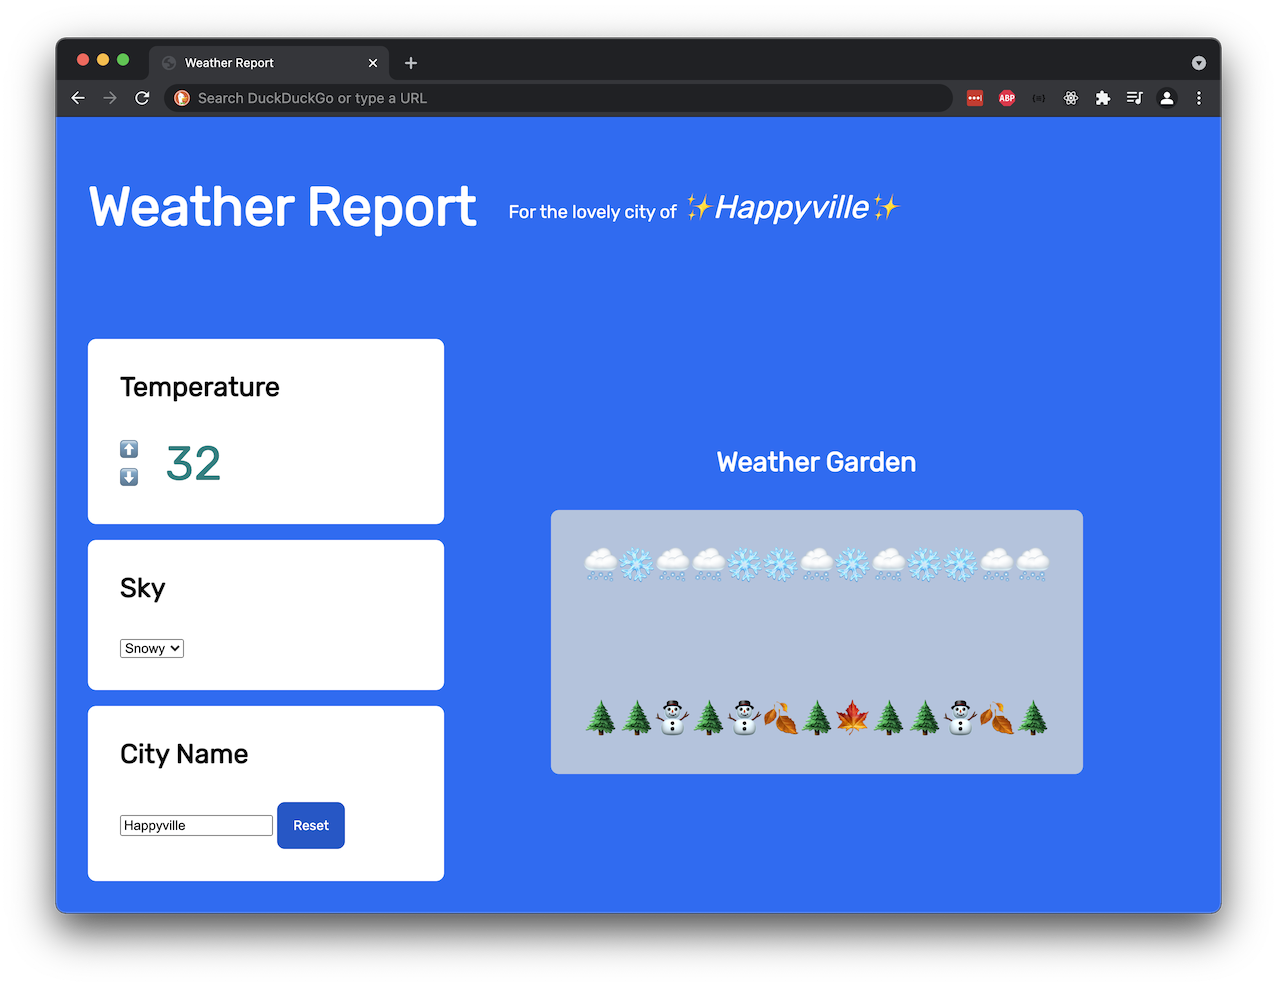 Weather Report
Search DuckDuckGo or type a URL
ABP
Weather Report
For the lovely city of ✨Happyville✨
Temperature
32
Sky
Snowy
City Name
Happyville
Reset
Weather Garden
🌨❄️🌨🌨❄️❄️🌨❄️🌨❄️❄️🌨🌨
🌲🌲⛄️🌲⛄️🍂🌲🍁🌲🌲⛄️🍂🌲